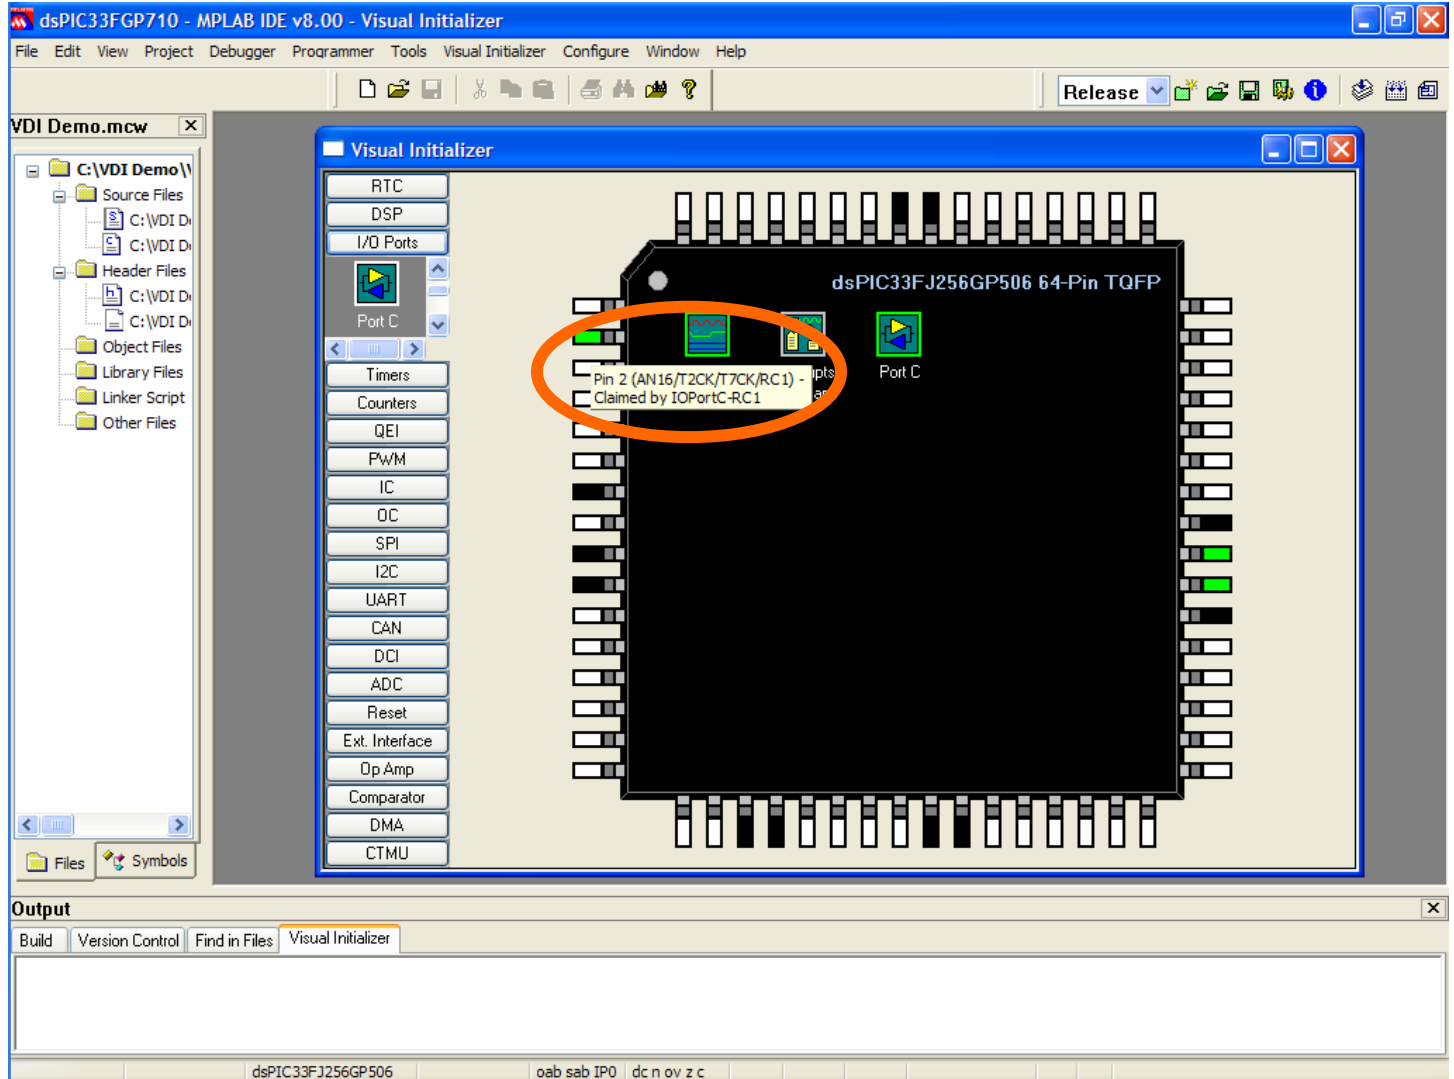 dsPIC33FGP710 - MPLAB IDE v8.00 - Visual Initializer
File Edit View Project Debugger Programmer Tools Visual Initializer Configure Window Help
Release
VDI Demo.mcw
C:\VDI Demo\
Source Files
C:\VDI D
C:\VDI D
Header Files
C:\VDI D
C:\VDI D
Object Files
Library Files
Linker Script
Other Files
Files
Symbols
Visual Initializer
RTC
DSP
I/O Ports
Port C
Timers
Counters
QEI
PWM
IC
OC
SPI
I2C
UART
CAN
DCI
ADC
Reset
Ext. Interface
Op Amp
Comparator
DMA
CTMU
dsPIC33FJ256GP506 64-Pin TQFP
Pin 2 (AN16/T2CK/T7CK/RC1) -
Claimed by IOPortC-RC1
Port C
Output
Build Version Control Find in Files Visual Initializer
dsPIC33FJ256GP506 oab sab IP0 dc n ov z c